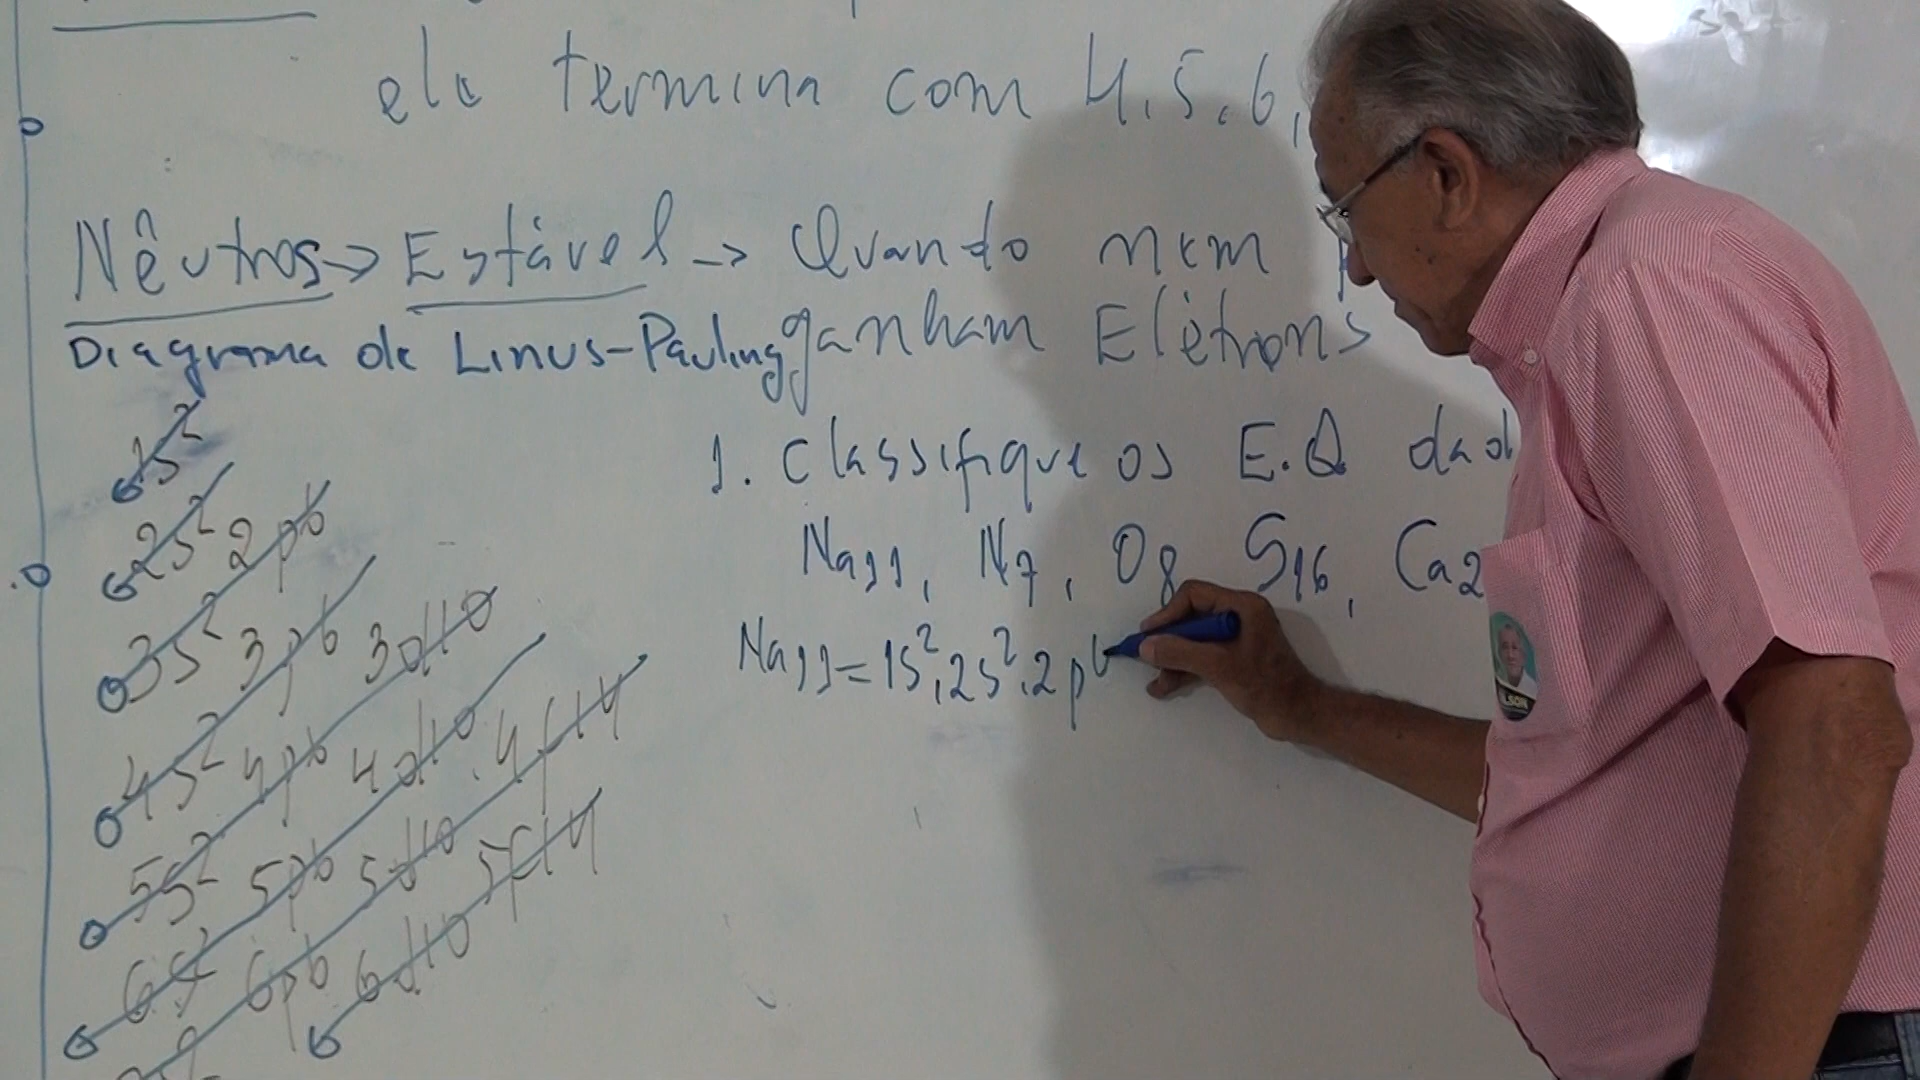 ele termina com 4, 5, 6,
Nêutros → Estável → Quando nem
ganham Elétrons
Diagrama de Linus-Pauling
1s²
2s² 2p6
3s² 3p6 3d10
4s² 4p6 4d10 4f14
5s² 5p6 5d10 5f14
6s² 6p6 6d10
1. Classifique os E.Q dad
Na11, N7, O8 S16, Ca2
Na11 = 1s², 2s², 2p6